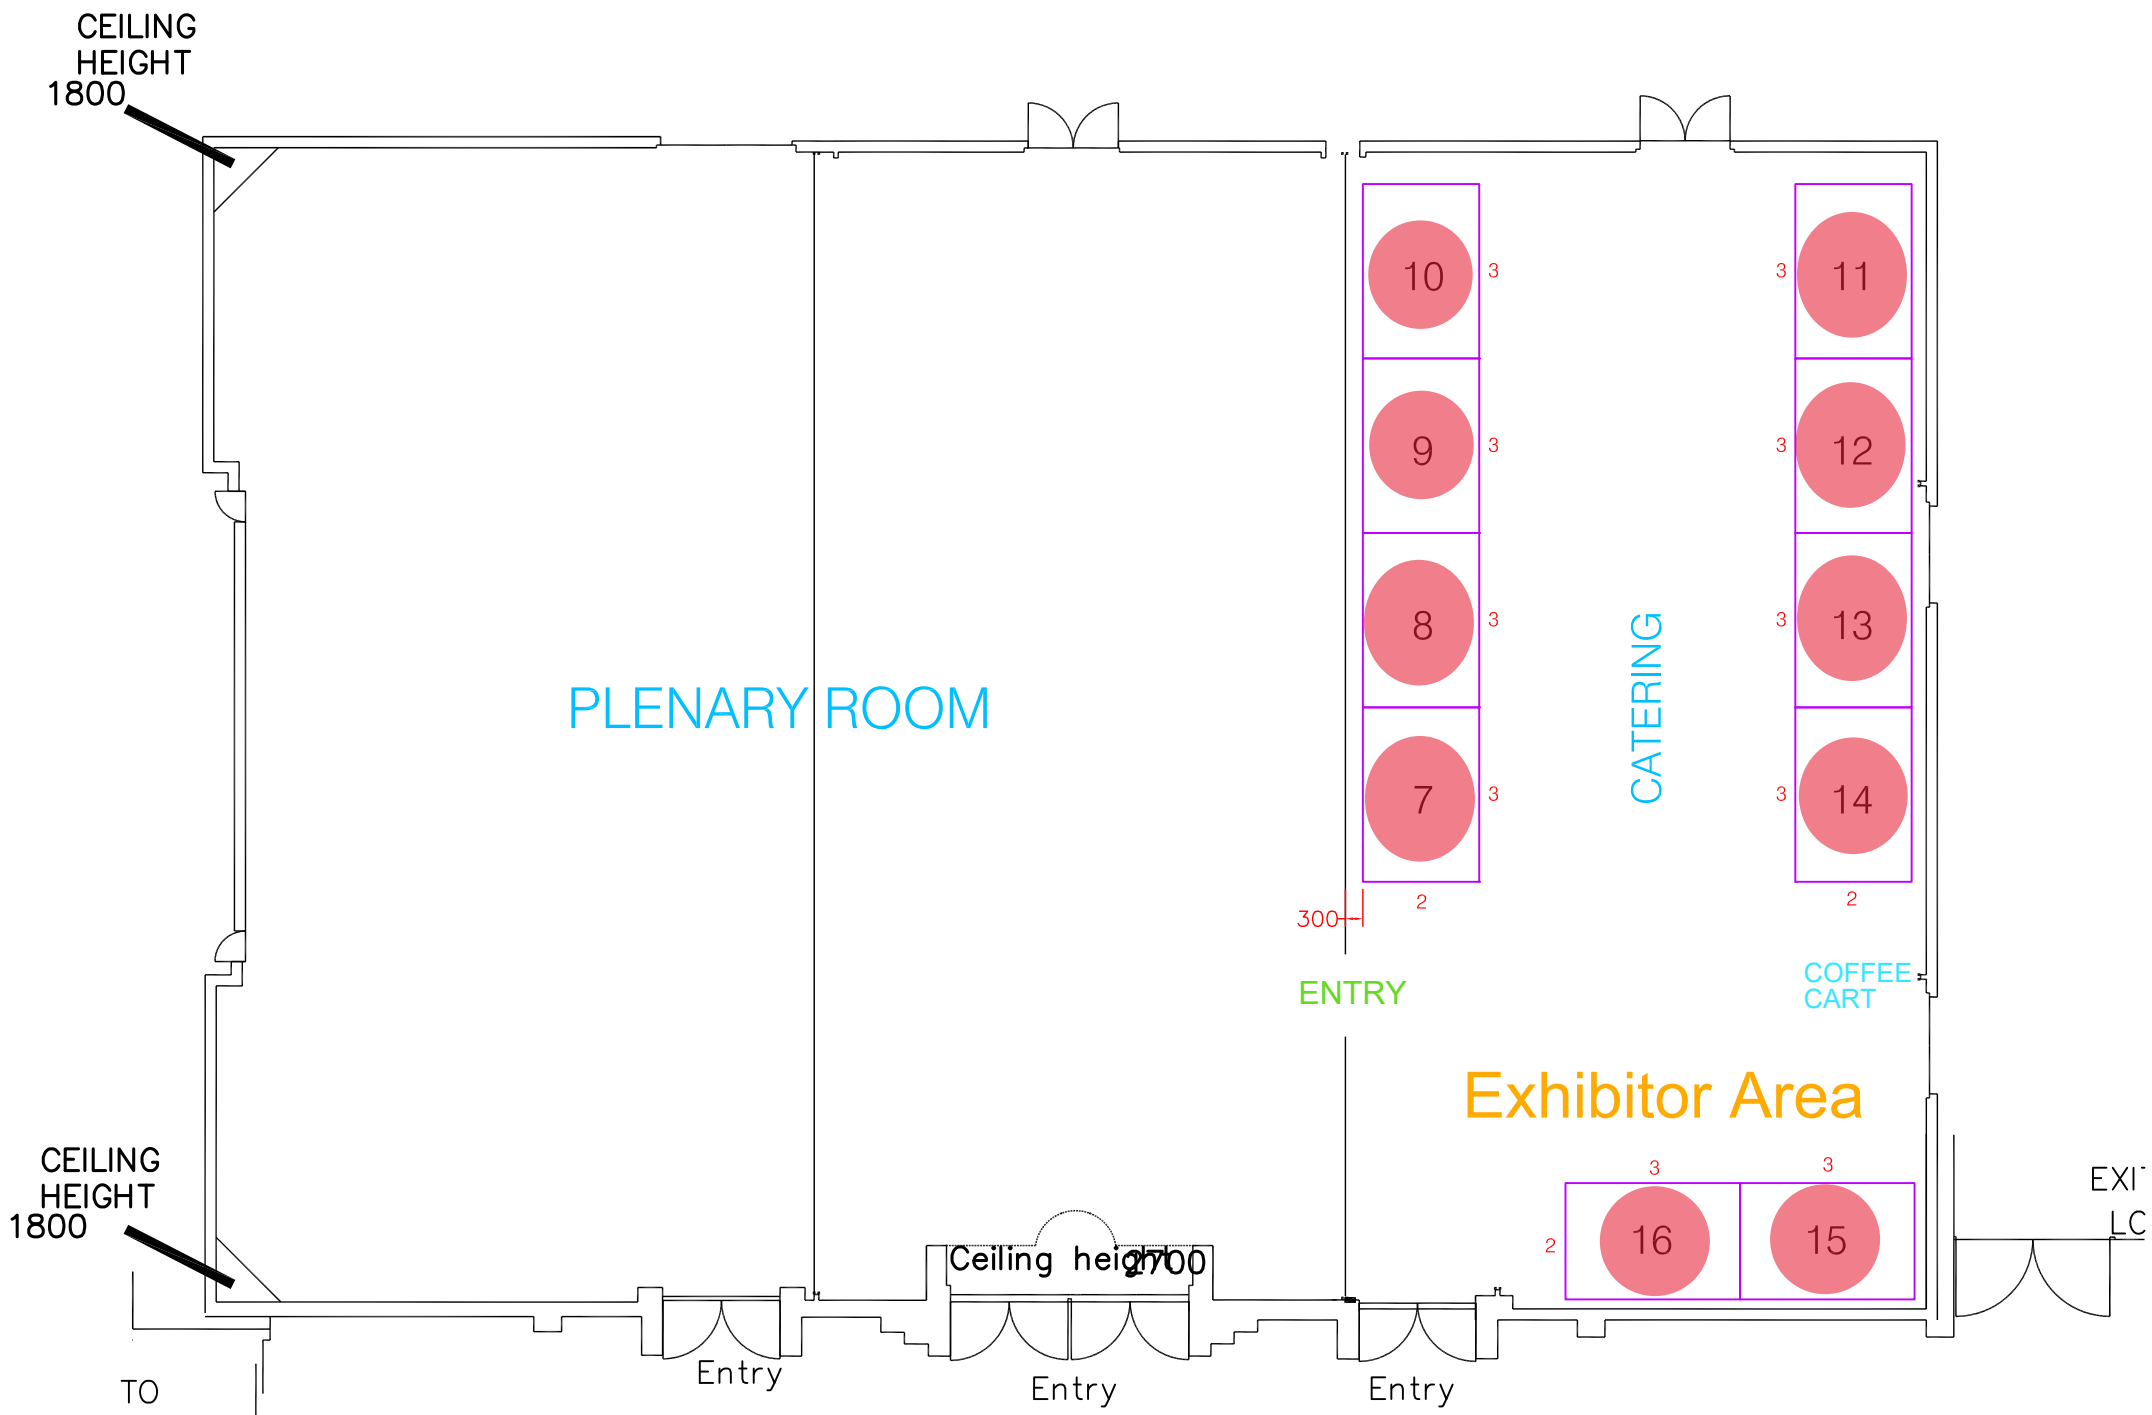 CEILING
HEIGHT
1800
10
3
3
11
9
3
3
12
8
3
3
13
7
3
3
14
PLENARY ROOM
CATERING
2
2
300
ENTRY
COFFEE
CART
Exhibitor Area
CEILING
HEIGHT
1800
3
3
2
16
15
Ceiling height
2700
Entry
Entry
Entry
TO